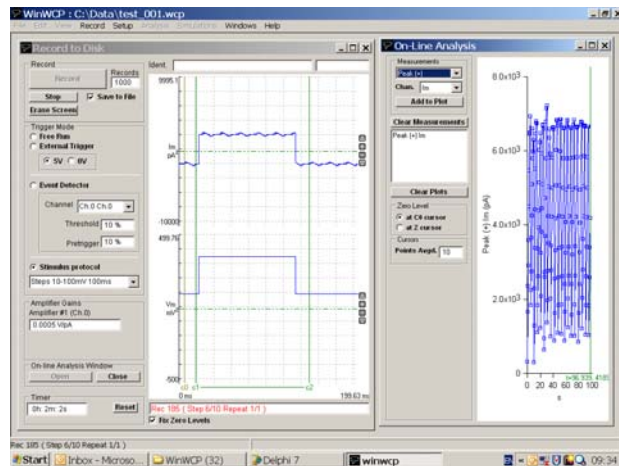 WinWCP : C:\Data\test_001.wcp
File Edit View Record Setup Analysis Simulations Windows Help
Record to Disk
Record
Record
Records
1000
Stop
Save to File
Erase Screen
Trigger Mode
Free Run
External Trigger
5V 0V
Event Detector
Channel Ch.0 Ch.0
Threshold 10 %
Pretrigger 10 %
Stimulus protocol
Steps 10-100mV 100ms
Amplifier Gains
Amplifier #1 (Ch.0)
0.0005 V/pA
On-line Analysis Window
Open Close
Timer
0h: 2m: 2s Reset
Ident.
9995.1
Im
pA
-10000
499.76
Vm
mV
-500
c0 c1 c2
0 ms 199.63 ms
Rec 185 ( Step 6/10 Repeat 1/1 )
Fix Zero Levels
On-Line Analysis
Measurements
Peak (+)
Chan. Im
Add to Plot
Clear Measurements
Peak (+) Im
Clear Plots
Zero Level
at C0 cursor
at Z cursor
Cursors
Points Avgd. 10
8.0x10³
6.0x10³
4.0x10³
2.0x10³
0
Peak (+) Im (pA)
0 10 20 30 40 50 60 70 80 90 100
s
Rec 185 ( Step 6/10 Repeat 1/1 )
Start Inbox - Microso... WinWCP (32) Delphi 7 winwcp 09:34